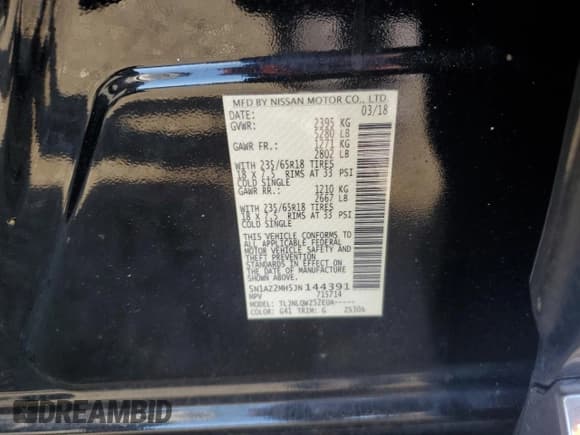 MFD BY NISSAN MOTOR CO., LTD
DATE: 03/18
GVWR: 2395 KG
5280 LB
GAWR FR.: 1271 KG
2802 LB
WITH 235/65R18 TIRES
18 X 7.5 RIMS AT 33 PSI
COLD SINGLE
GAWR RR.: 1210 KG
2667 LB
WITH 235/65R18 TIRES
18 X 7.5 RIMS AT 33 PSI
COLD SINGLE
THIS VEHICLE CONFORMS TO
ALL APPLICABLE FEDERAL
MOTOR VEHICLE SAFETY
AND THEFT PREVENTION
STANDARDS IN EFFECT ON
THE DATE OF MANUFACTURE
SHOWN ABOVE.
5N1AZ2MH5JN144391
MPV 715714
MODEL: TLJNLQWZ52EUA-----
COLOR: G41 TRIM: G ZS306
DREAMBID